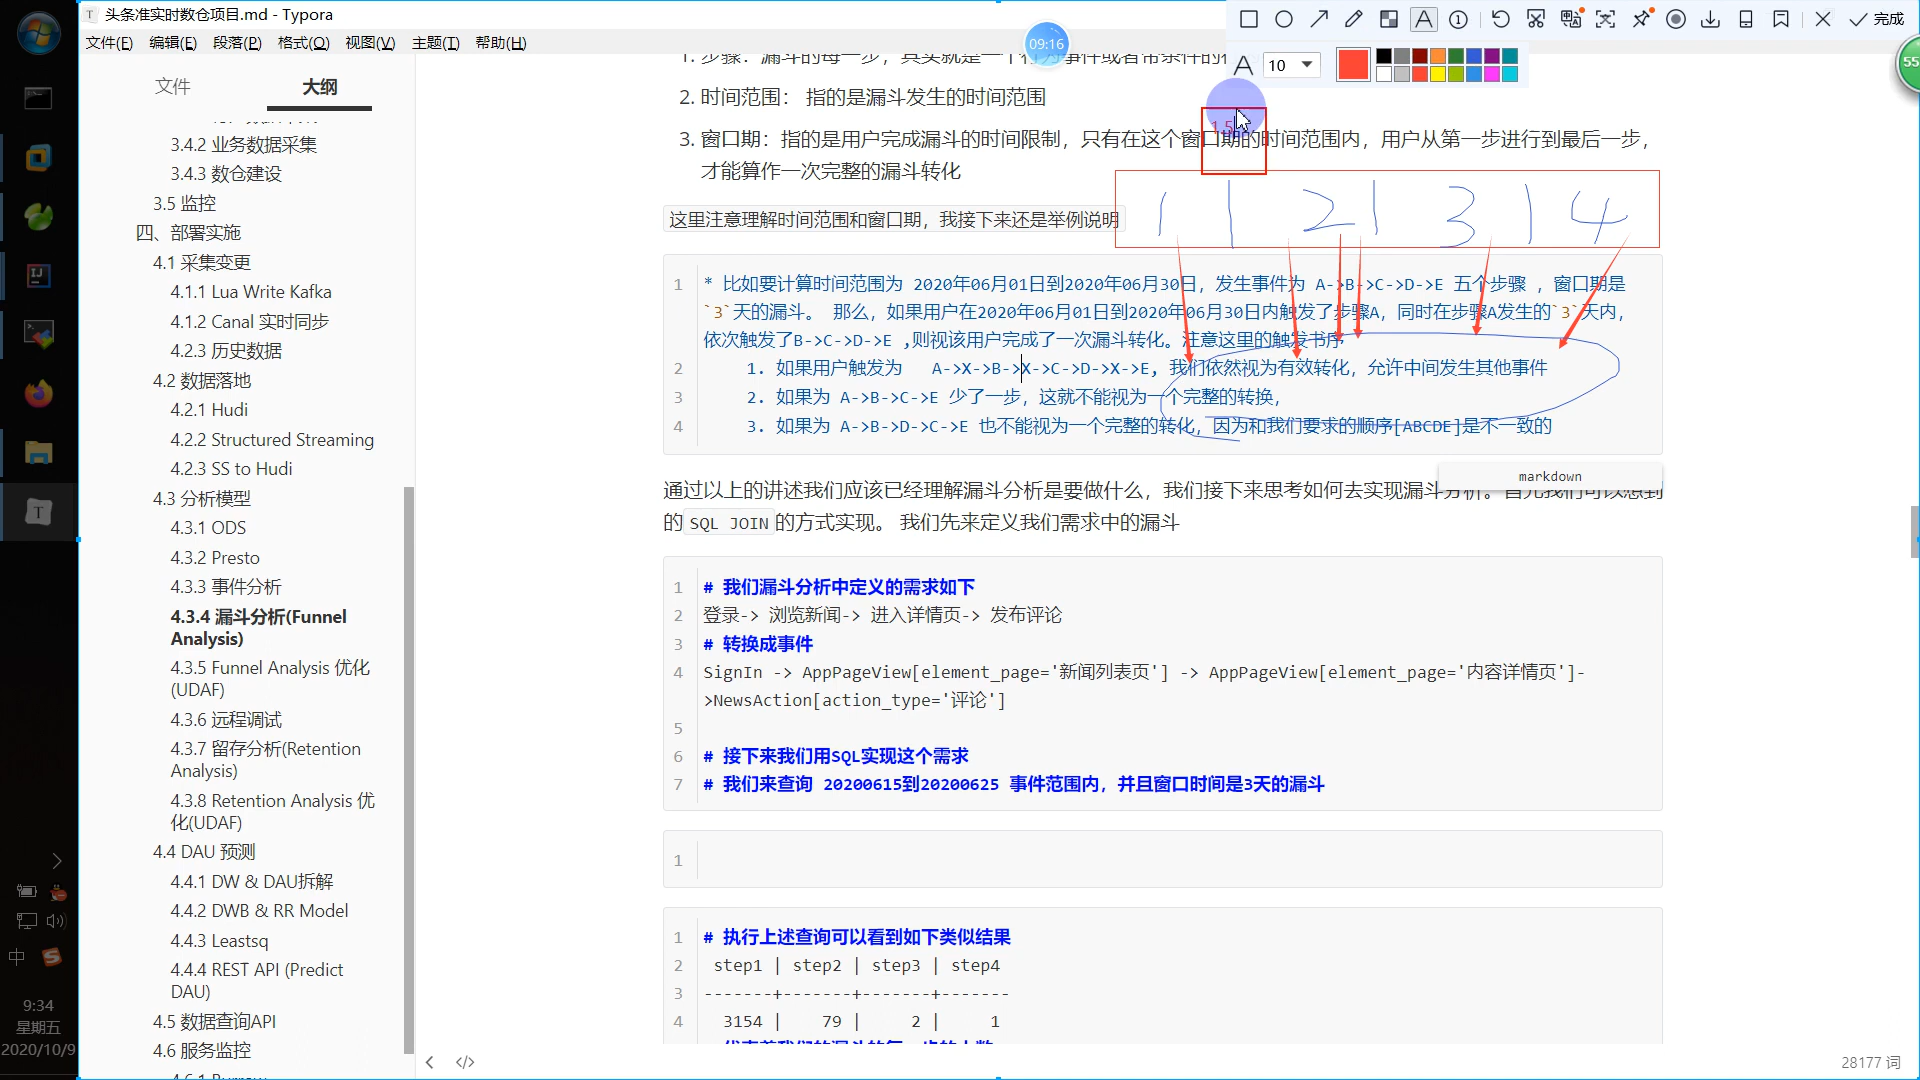 头条准实时数仓项目.md - Typora
文件(F) 编辑(E) 段落(P) 格式(O) 视图(V) 主题(T) 帮助(H)
09:16
完成
10
55
文件 大纲
3.4.2 业务数据采集
3.4.3 数仓建设
3.5 监控
四、部署实施
4.1 采集变更
4.1.1 Lua Write Kafka
4.1.2 Canal 实时同步
4.2.3 历史数据
4.2 数据落地
4.2.1 Hudi
4.2.2 Structured Streaming
4.2.3 SS to Hudi
4.3 分析模型
4.3.1 ODS
4.3.2 Presto
4.3.3 事件分析
4.3.4 漏斗分析(Funnel
Analysis)
4.3.5 Funnel Analysis 优化
(UDAF)
4.3.6 远程调试
4.3.7 留存分析(Retention
Analysis)
4.3.8 Retention Analysis 优
化(UDAF)
4.4 DAU 预测
4.4.1 DW & DAU拆解
4.4.2 DWB & RR Model
4.4.3 Leastsq
4.4.4 REST API (Predict
DAU)
4.5 数据查询API
4.6 服务监控
中
9:34
星期五
2020/10/9
2. 时间范围： 指的是漏斗发生的时间范围
1.5
3. 窗口期：指的是用户完成漏斗的时间限制，只有在这个窗口期的时间范围内，用户从第一步进行到最后一步，
才能算作一次完整的漏斗转化
这里注意理解时间范围和窗口期，我接下来还是举例说明
1 | 2 | 3 | 4
1 * 比如要计算时间范围为 2020年06月01日到2020年06月30日，发生事件为 A->B->C->D->E 五个步骤 ，窗口期是
`3`天的漏斗。 那么，如果用户在2020年06月01日到2020年06月30日内触发了步骤A，同时在步骤A发生的`3`天内，
依次触发了B->C->D->E ,则视该用户完成了一次漏斗转化。注意这里的触发书序
2 1. 如果用户触发为 A->X->B->X->C->D->X->E，我们依然视为有效转化，允许中间发生其他事件
3 2. 如果为 A->B->C->E 少了一步，这就不能视为一个完整的转换，
4 3. 如果为 A->B->D->C->E 也不能视为一个完整的转化，因为和我们要求的顺序[ABCDE]是不一致的
markdown
通过以上的讲述我们应该已经理解漏斗分析是要做什么，我们接下来思考如何去实现漏斗分析。首先我们可以想到
的 SQL JOIN 的方式实现。 我们先来定义我们需求中的漏斗
1 # 我们漏斗分析中定义的需求如下
2 登录-> 浏览新闻-> 进入详情页-> 发布评论
3 # 转换成事件
4 SignIn -> AppPageView[element_page='新闻列表页'] -> AppPageView[element_page='内容详情页']-
>NewsAction[action_type='评论']
5
6 # 接下来我们用SQL实现这个需求
7 # 我们来查询 20200615到20200625 事件范围内，并且窗口时间是3天的漏斗
1
1 # 执行上述查询可以看到如下类似结果
2 step1 | step2 | step3 | step4
3 -------+-------+-------+-------
4 3154 | 79 | 2 | 1
28177 词